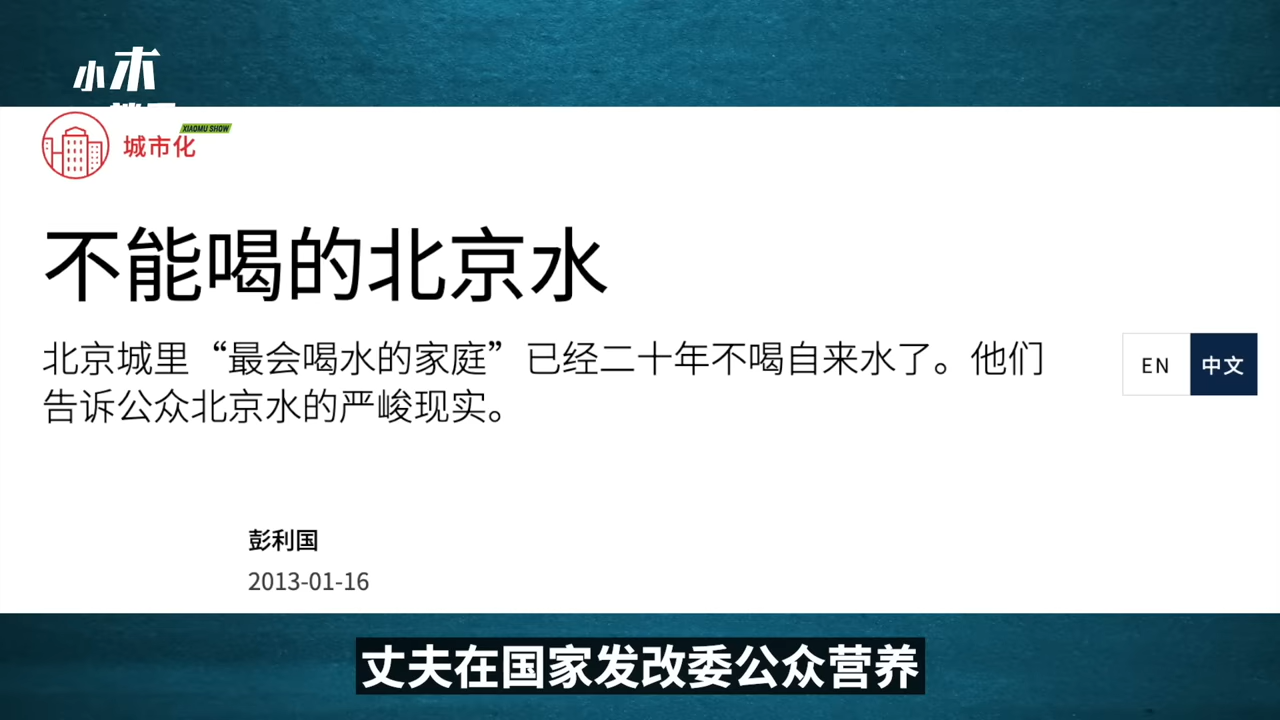 小木
XIAOMU SHOW
城市化
不能喝的北京水
北京城里“最会喝水的家庭”已经二十年不喝自来水了。他们
告诉公众北京水的严峻现实。
EN 中文
彭利国
2013-01-16
丈夫在国家发改委公众营养